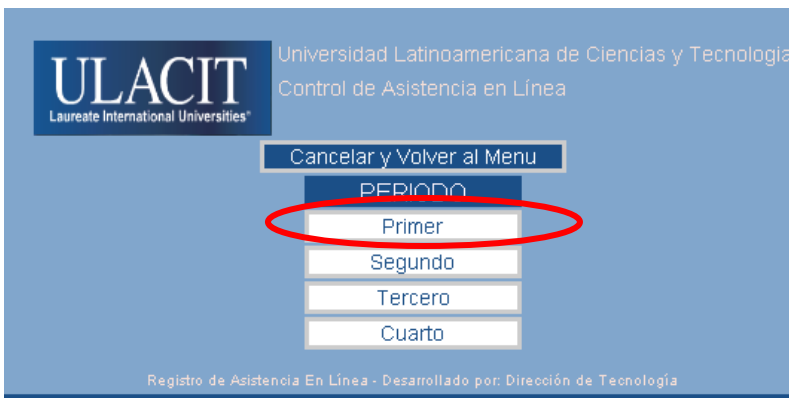 ULACIT
Laureate International Universities®
Universidad Latinoamericana de Ciencias y Tecnologia
Control de Asistencia en Línea
Cancelar y Volver al Menu
PERIODO
Primer
Segundo
Tercero
Cuarto
Registro de Asistencia En Línea - Desarrollado por: Dirección de Tecnología